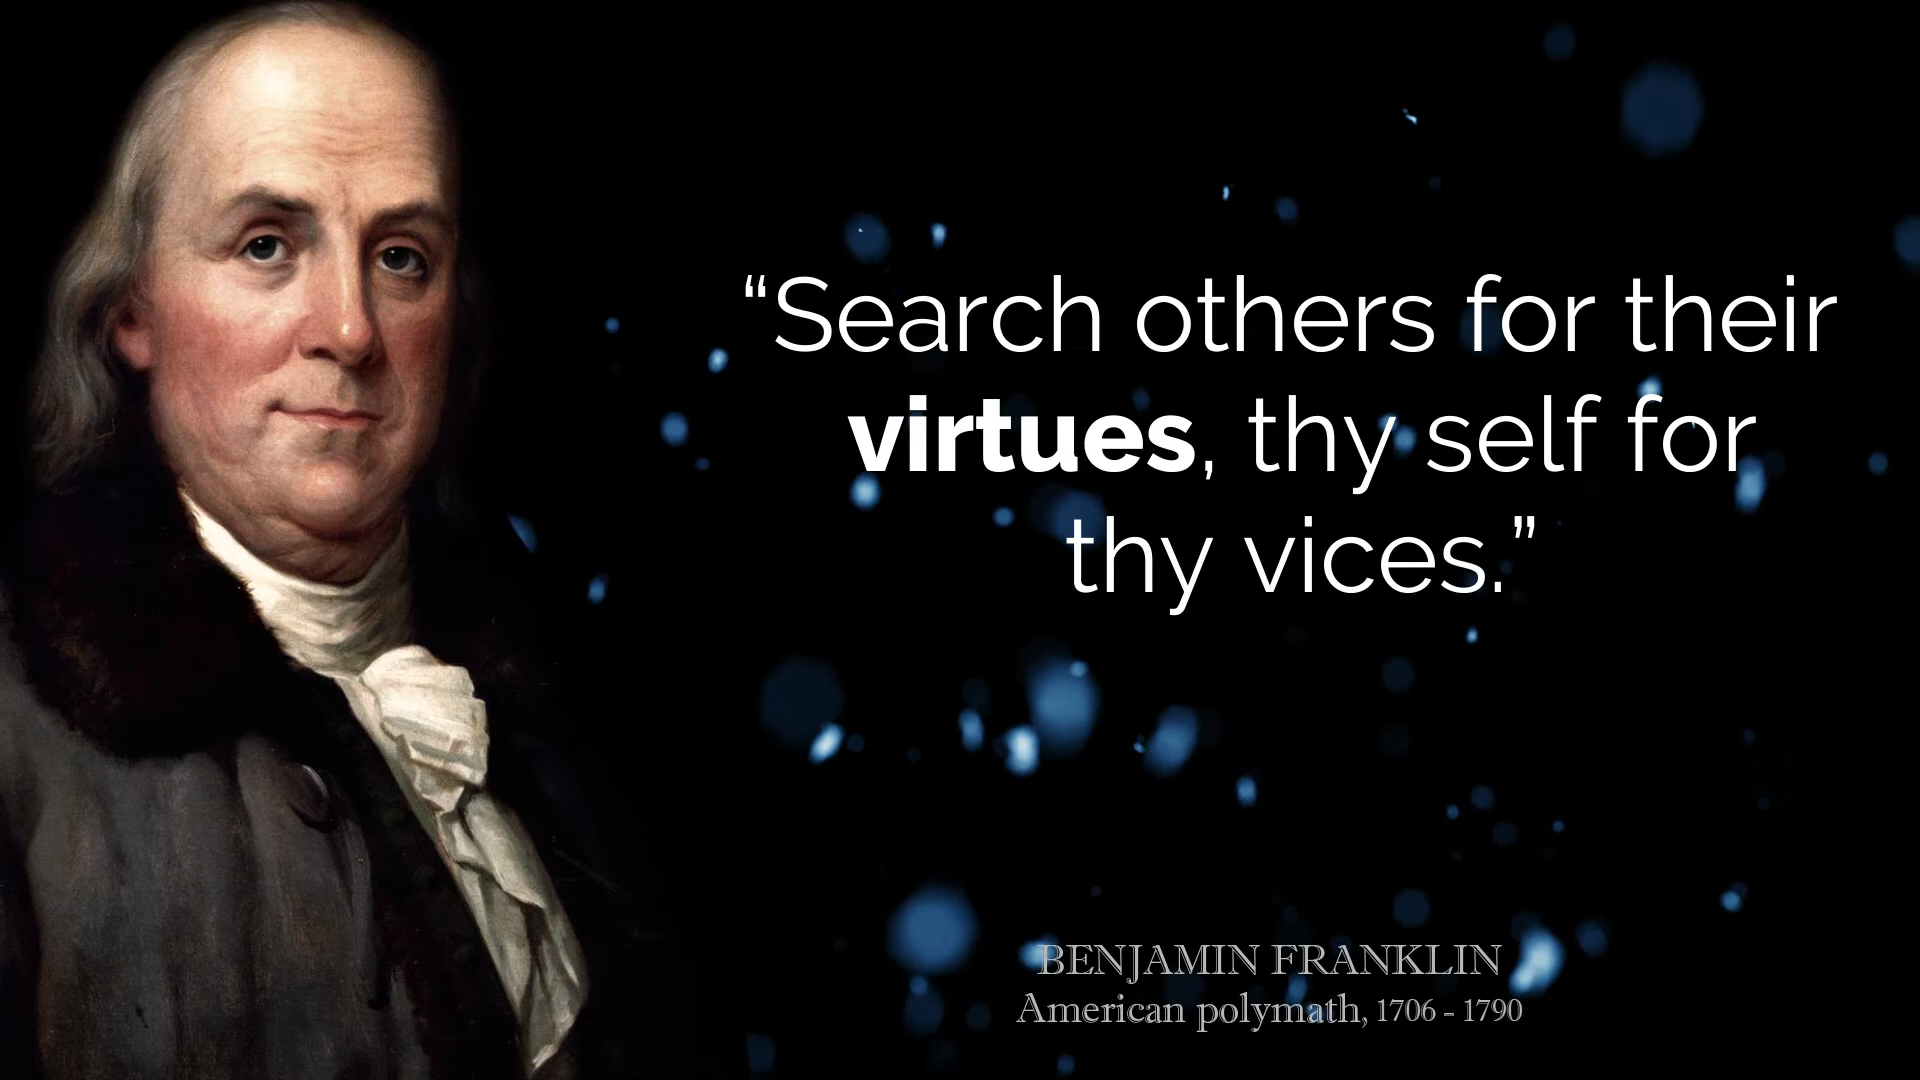 “Search others for their
virtues, thy self for
thy vices.”
BENJAMIN FRANKLIN
American polymath, 1706 - 1790